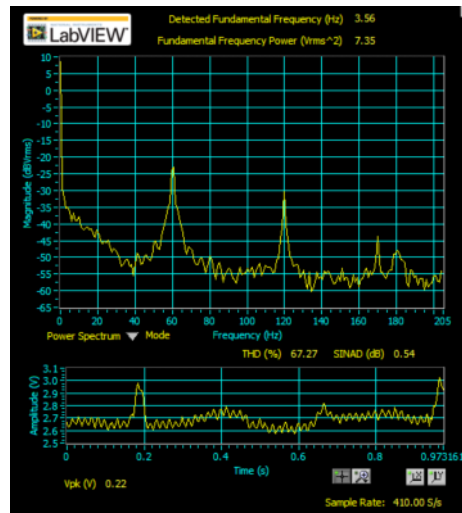 Detected Fundamental Frequency (Hz) 3.56
LabVIEW
Fundamental Frequency Power (Vrms^2) 7.35
10
5
0
-5
-10
-15
-20
-25
-30
-35
-40
-45
-50
-55
-60
-65
Magnitude (dBVrms)
0 20 40 60 80 100 120 140 160 180 205
Power Spectrum Mode Frequency (Hz)
THD (%) 67.27 SINAD (dB) 0.54
3.1
3.0
2.9
2.8
2.7
2.6
2.5
Amplitude (V)
0 0.2 0.4 0.6 0.8 0.973161
Time (s)
Vpk (V) 0.22
Sample Rate: 410.00 S/s